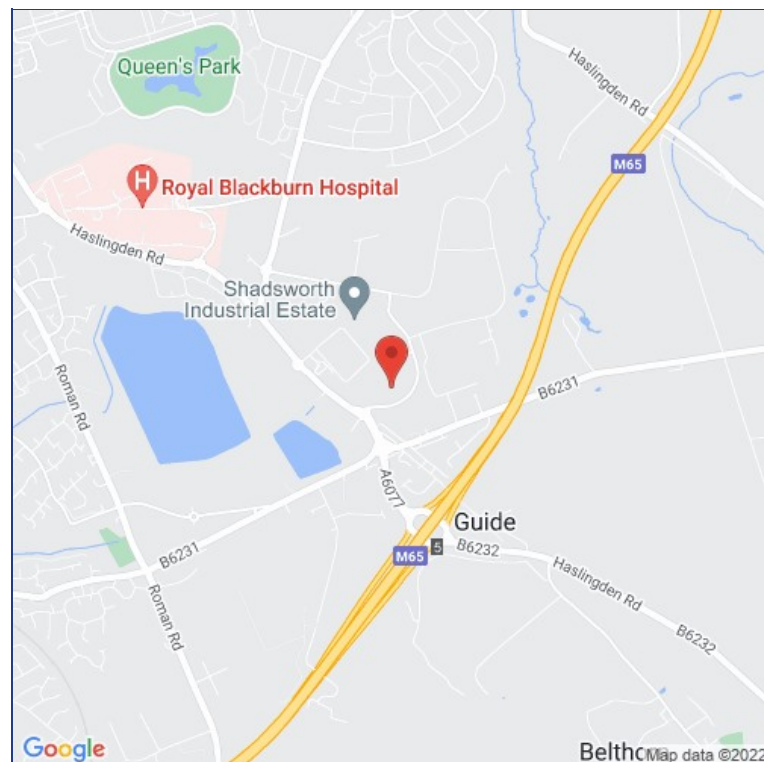 Haslingden Rd
Queen's Park
M65
H
Royal Blackburn Hospital
Haslingden Rd
Shadsworth
Industrial Estate
Roman Rd
B6231
A6077
Guide
5
M65
B6232
B6231
Haslingden Rd
Roman Rd
B6232
Google
Map data ©2022